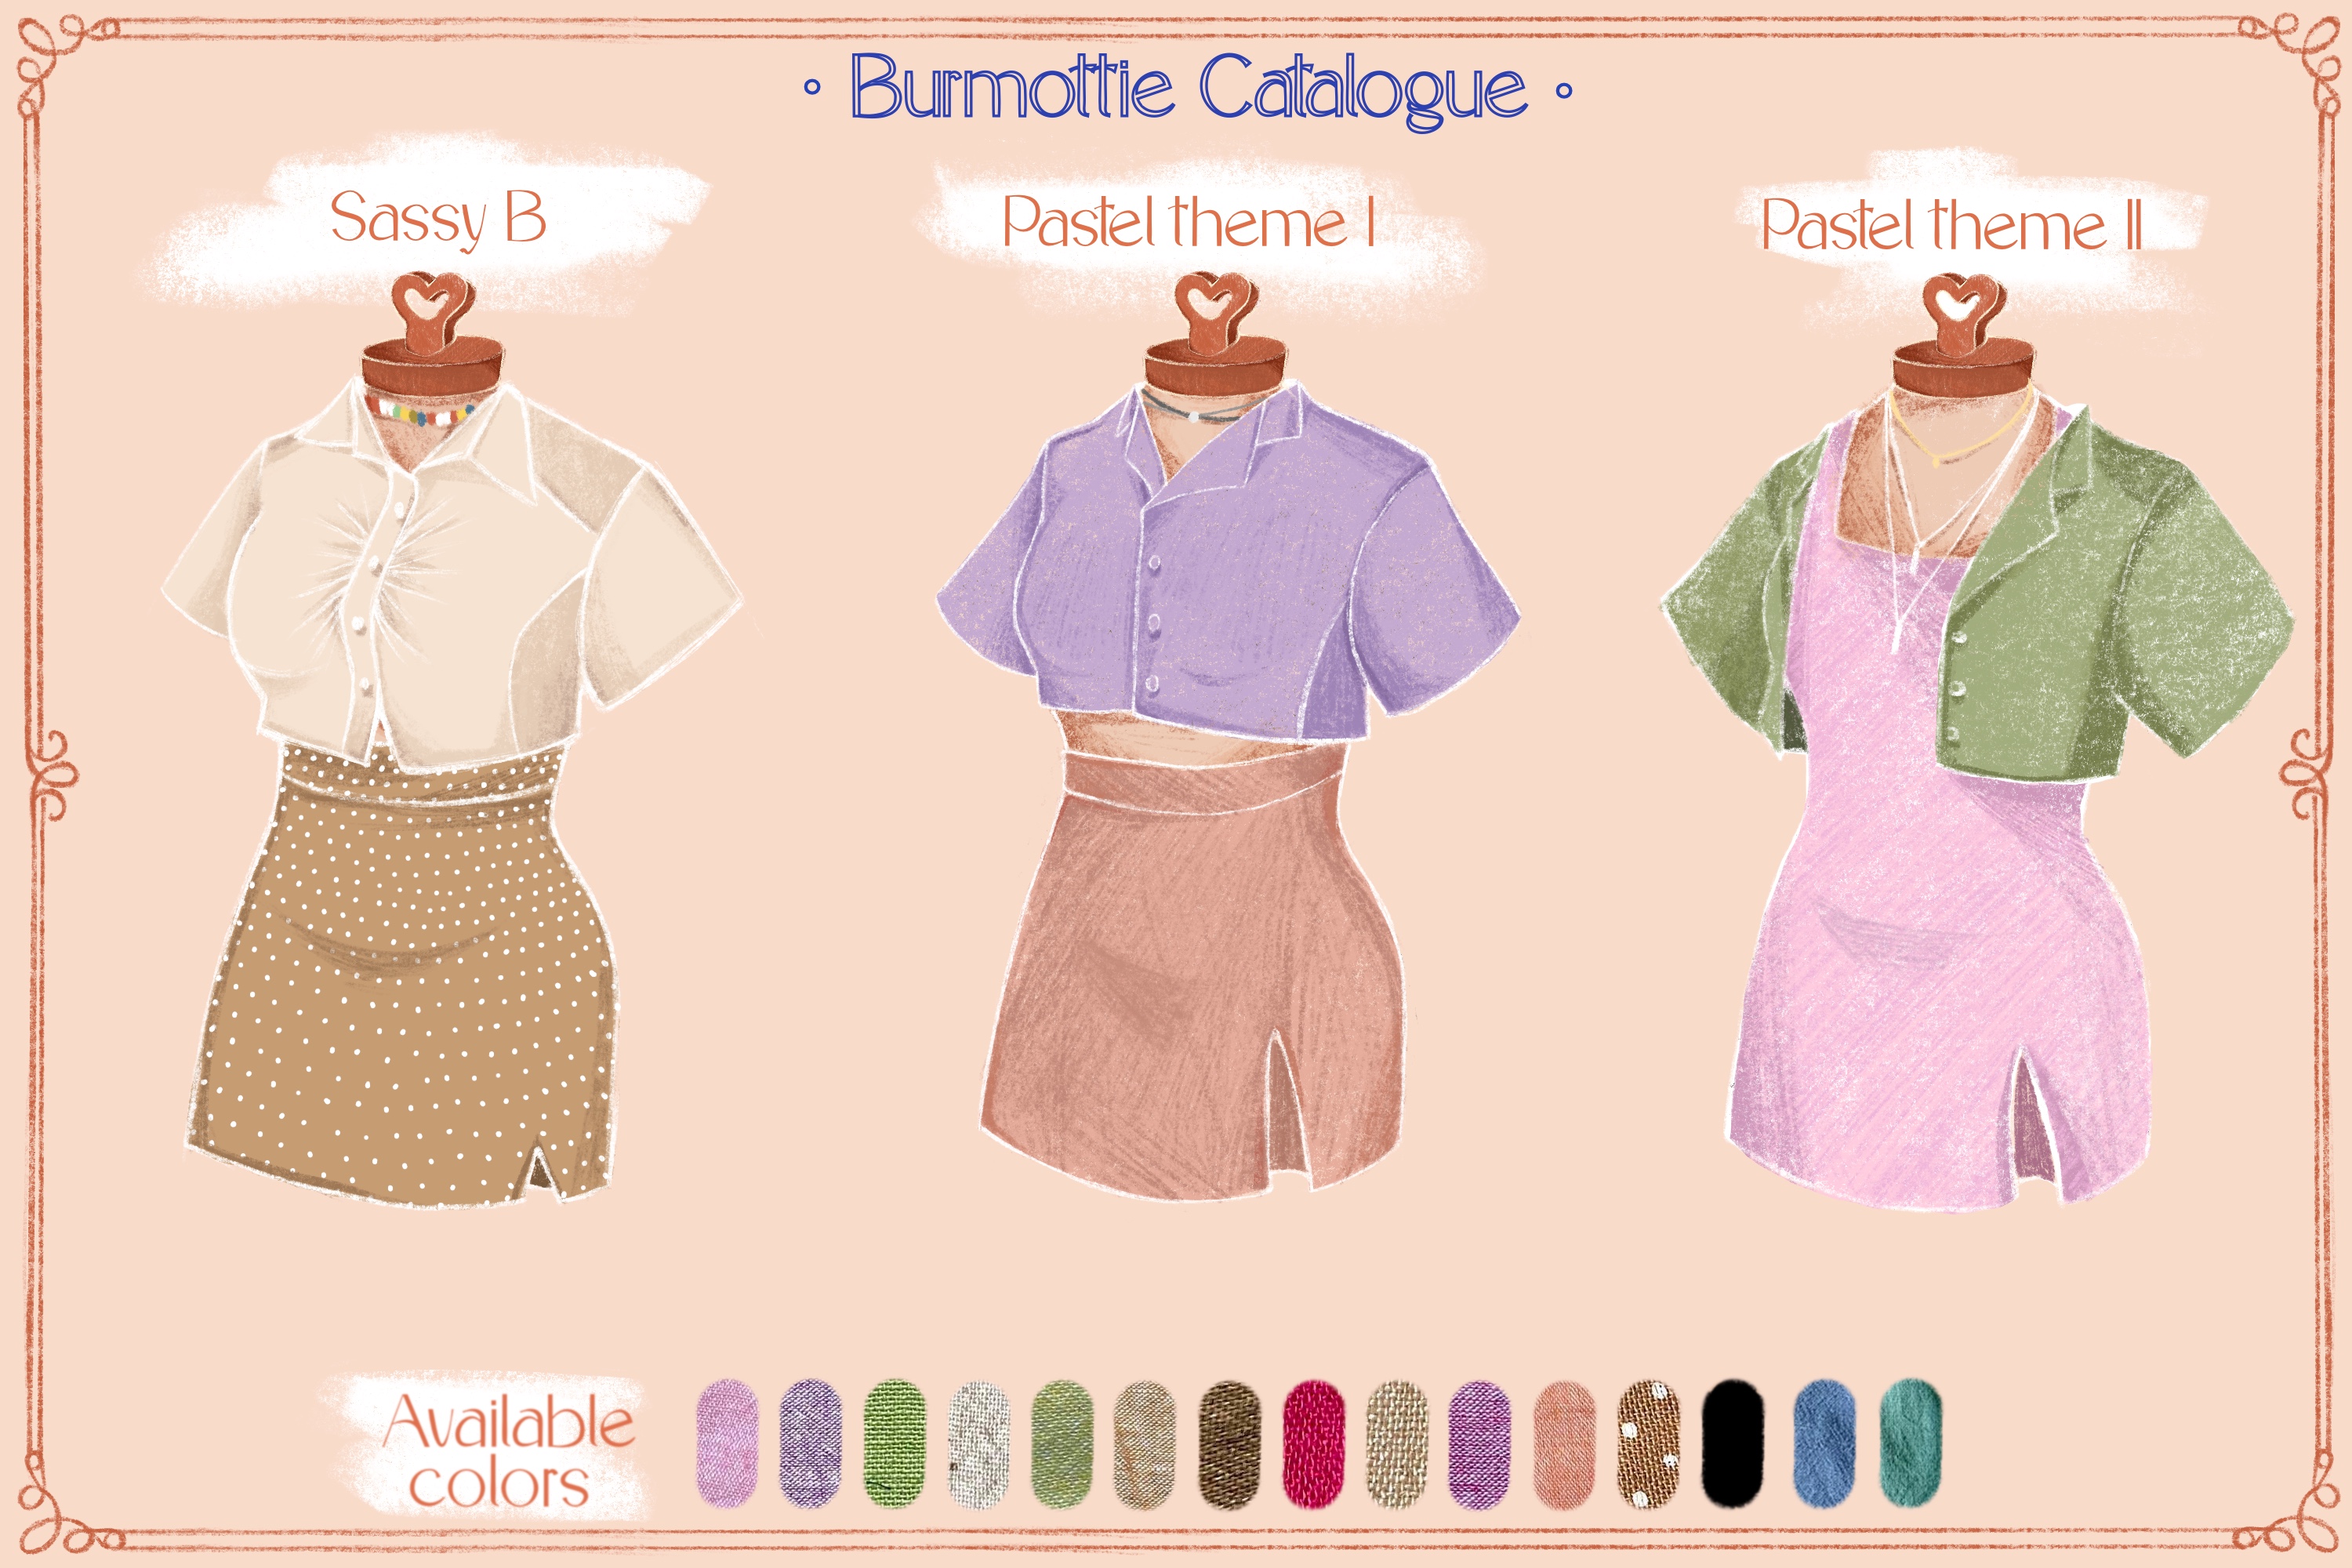 • Burmottie Catalogue •
Sassy B
Pastel theme I
Pastel theme II
Available
colors